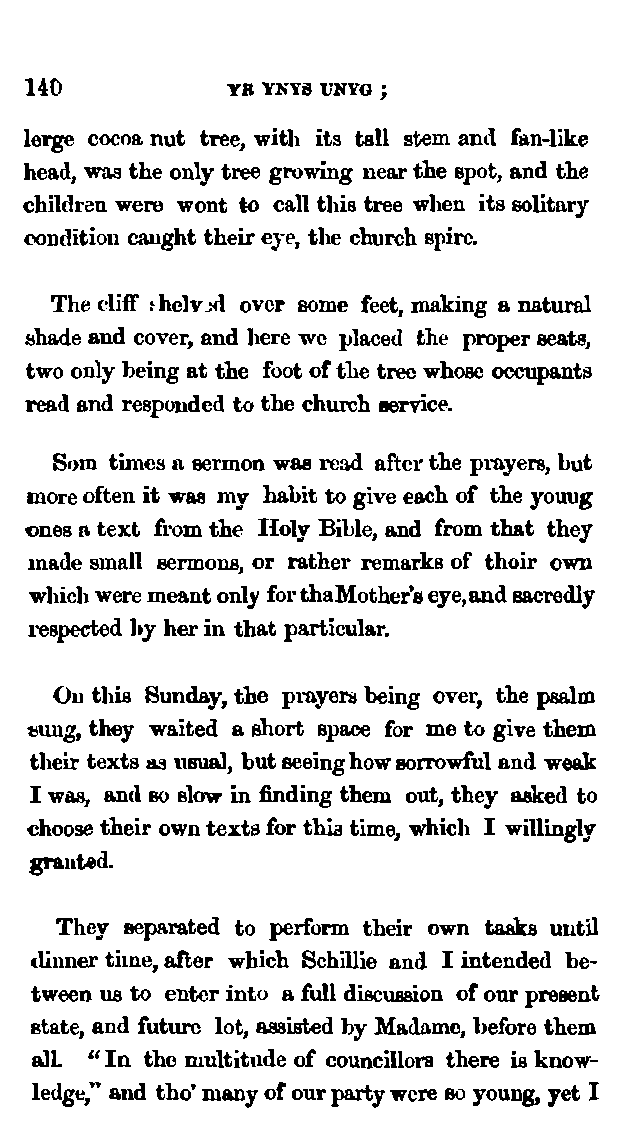 140 YR YNYS UNYG ;
lerge cocoa nut tree, with its tall stem and fan-like
head, was the only tree growing near the spot, and the
children were wont to call this tree when its solitary
condition caught their eye, the church spire.
The cliff shelved over some feet, making a natural
shade and cover, and here we placed the proper seats,
two only being at the foot of the tree whose occupants
read and responded to the church service.
Som times a sermon was read after the prayers, but
more often it was my habit to give each of the young
ones a text from the Holy Bible, and from that they
made small sermons, or rather remarks of thoir own
which were meant only for thaMother's eye, and sacredly
respected by her in that particular.
On this Sunday, the prayers being over, the psalm
sung, they waited a short space for me to give them
their texts as usual, but seeing how sorrowful and weak
I was, and so slow in finding them out, they asked to
choose their own texts for this time, which I willingly
granted.
They separated to perform their own tasks until
dinner time, after which Schillie and I intended be-
tween us to enter into a full discussion of our present
state, and future lot, assisted by Madame, before them
all. "In the multitude of councillors there is know-
ledge," and tho' many of our party were so young, yet I